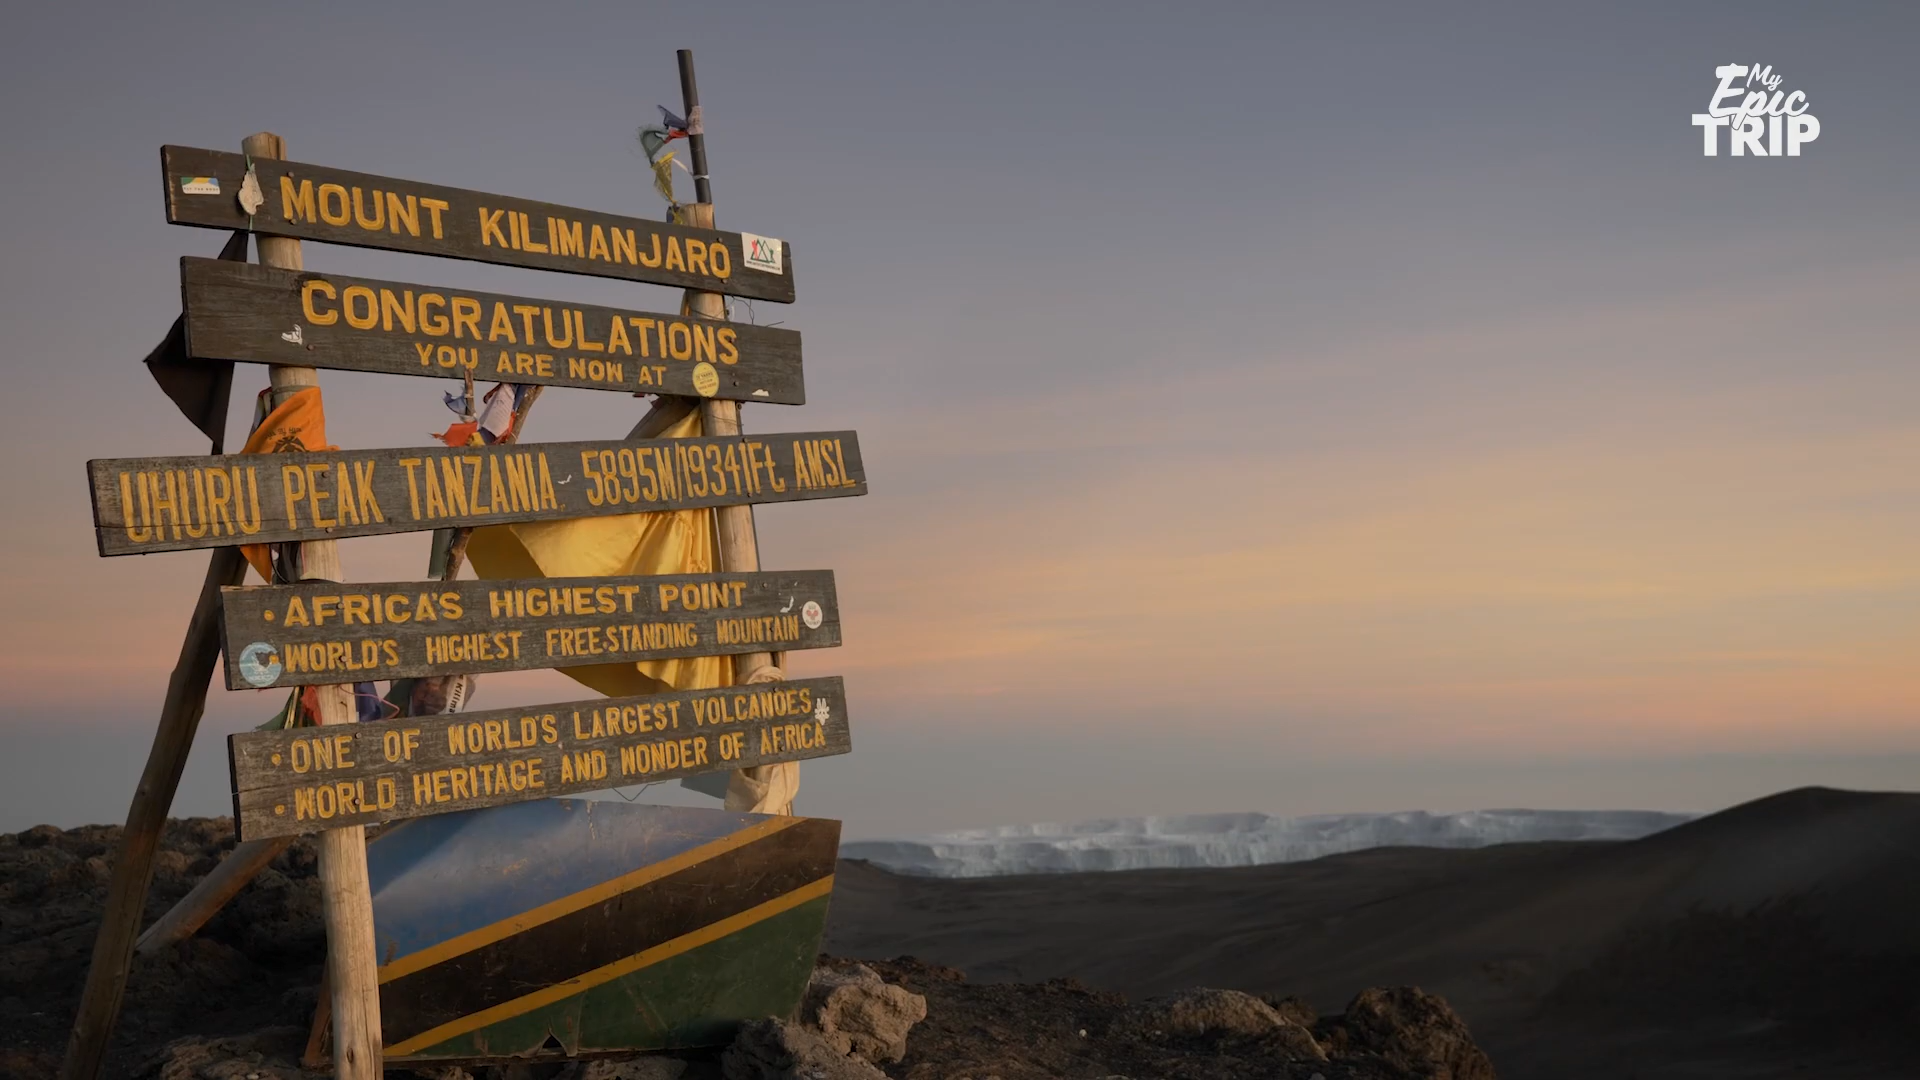 MOUNT KILIMANJARO
CONGRATULATIONS
YOU ARE NOW AT
UHURU PEAK TANZANIA 5895M/19341Ft AMSL
• AFRICA'S HIGHEST POINT
WORLD'S HIGHEST FREE-STANDING MOUNTAIN
• ONE OF WORLD'S LARGEST VOLCANOES
• WORLD HERITAGE AND WONDER OF AFRICA
My
Epic
TRIP